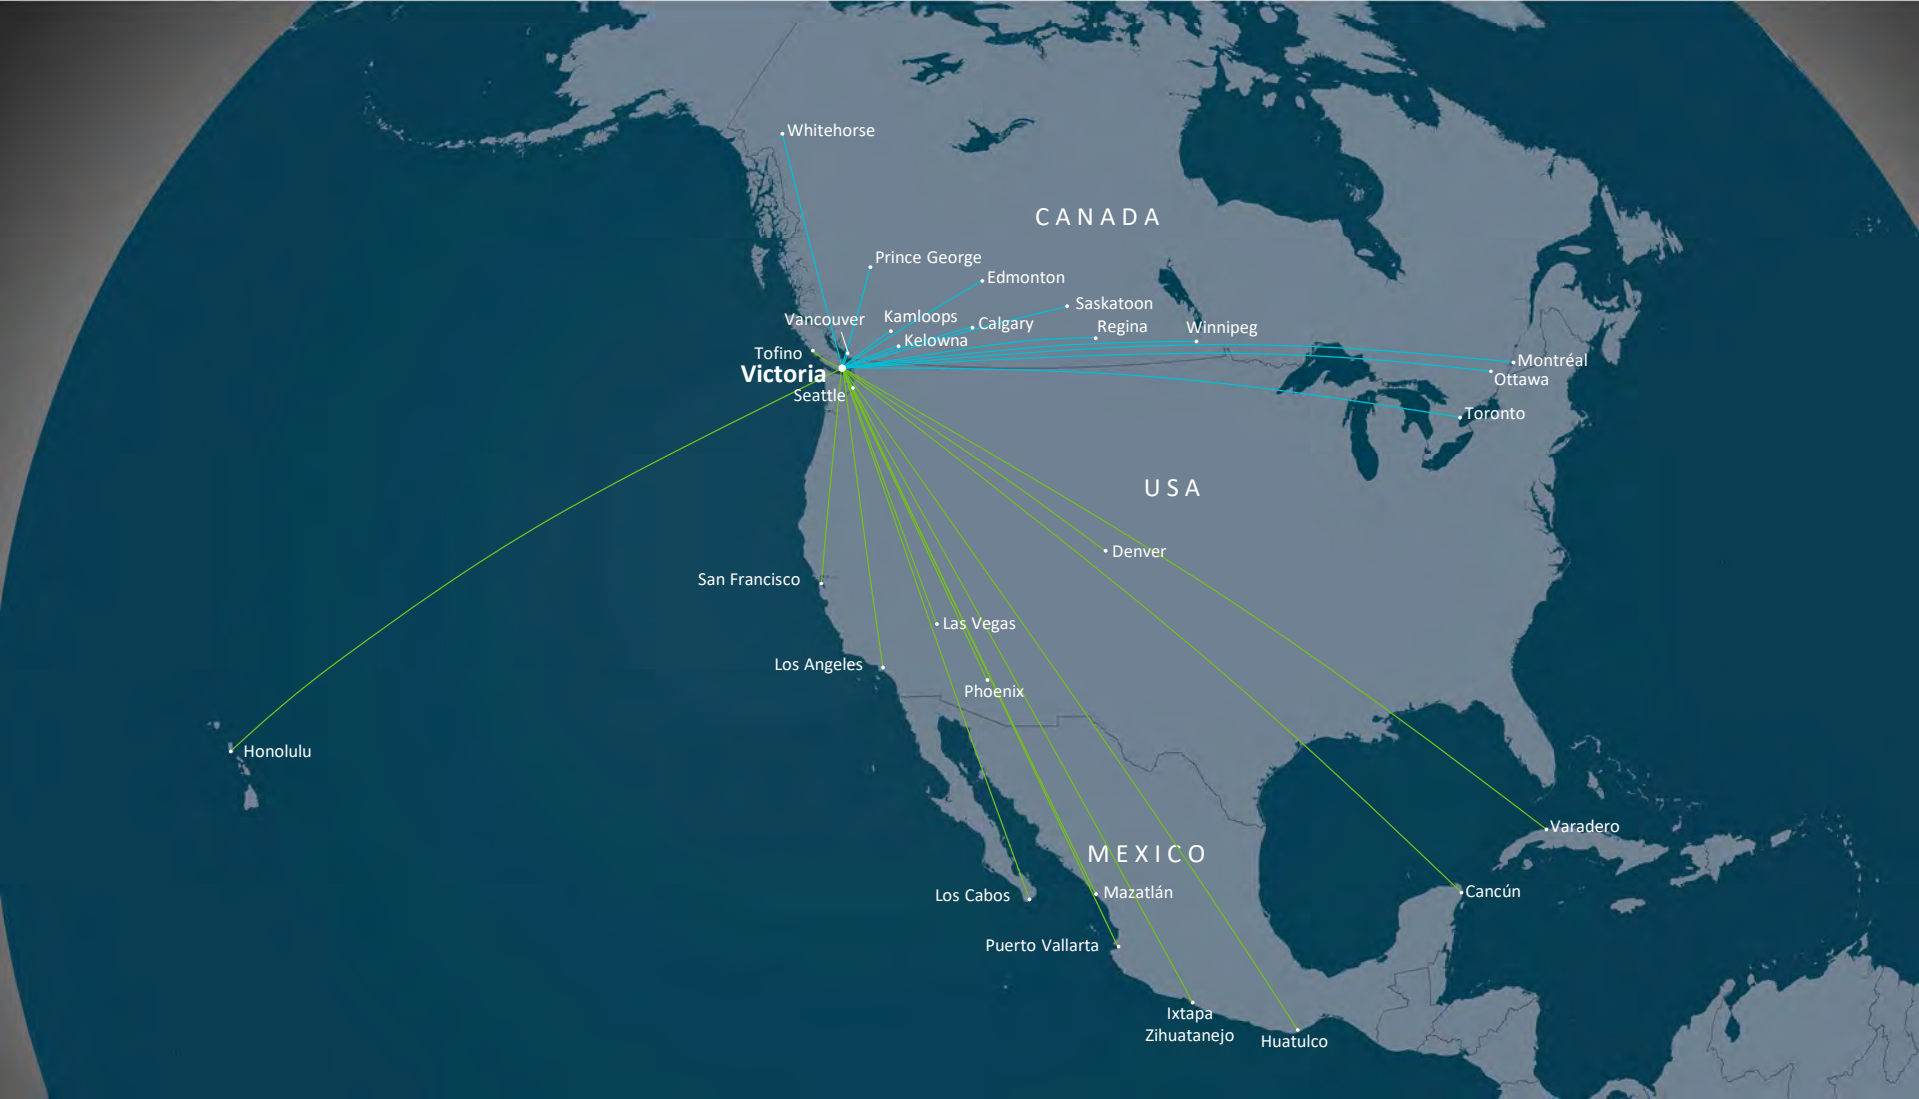 Whitehorse
CANADA
Prince George
Edmonton
Saskatoon
Kamloops
Vancouver
Calgary
Regina
Winpeg
Kelowna
Tofino
Montréal
Victoria
Ottawa
Seattle
Toronto
USA
Denver
San Francisco
Las Vegas
Los Angeles
Phoenix
Honolulu
Varadero
MEXICO
Mazatlán
Cancún
Los Cabos
Puerto Vallarta
Ixtapa
Zihuatanejo
Huatulco